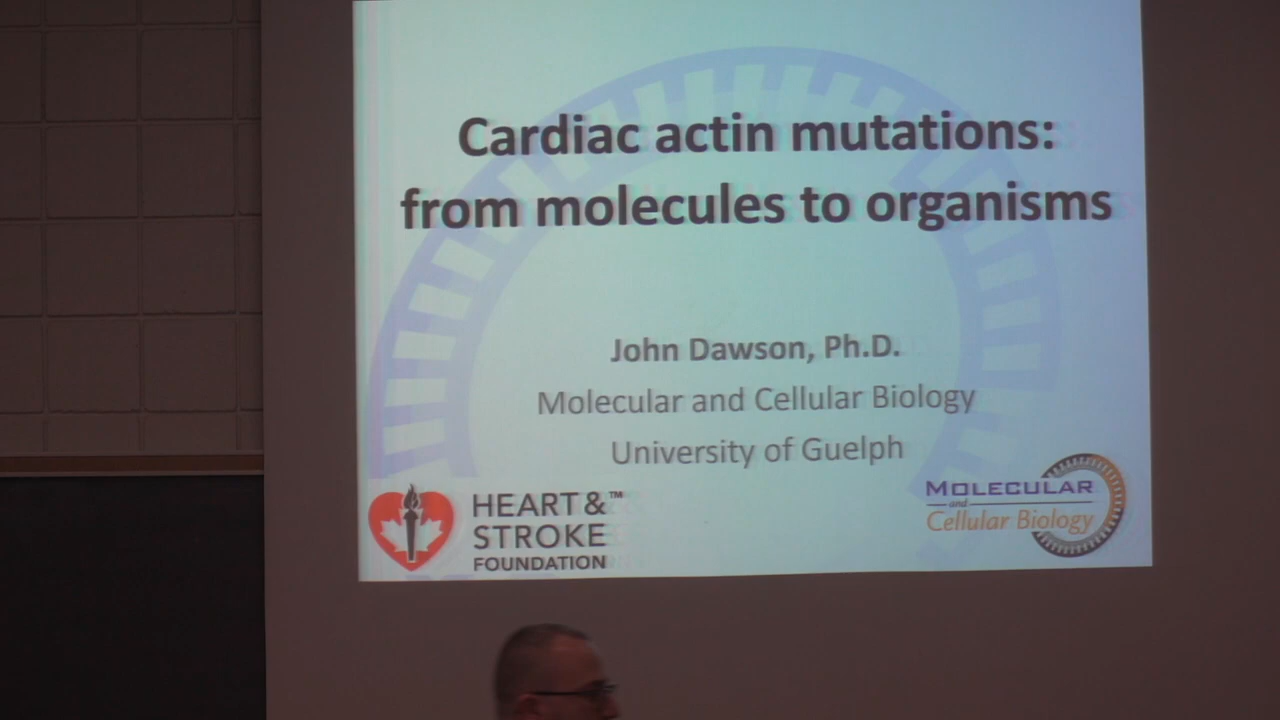 Cardiac actin mutations:
from molecules to organisms
John Dawson, Ph.D.
Molecular and Cellular Biology
University of Guelph
HEART &™
STROKE
FOUNDATION
MOLECULAR
and
Cellular Biology